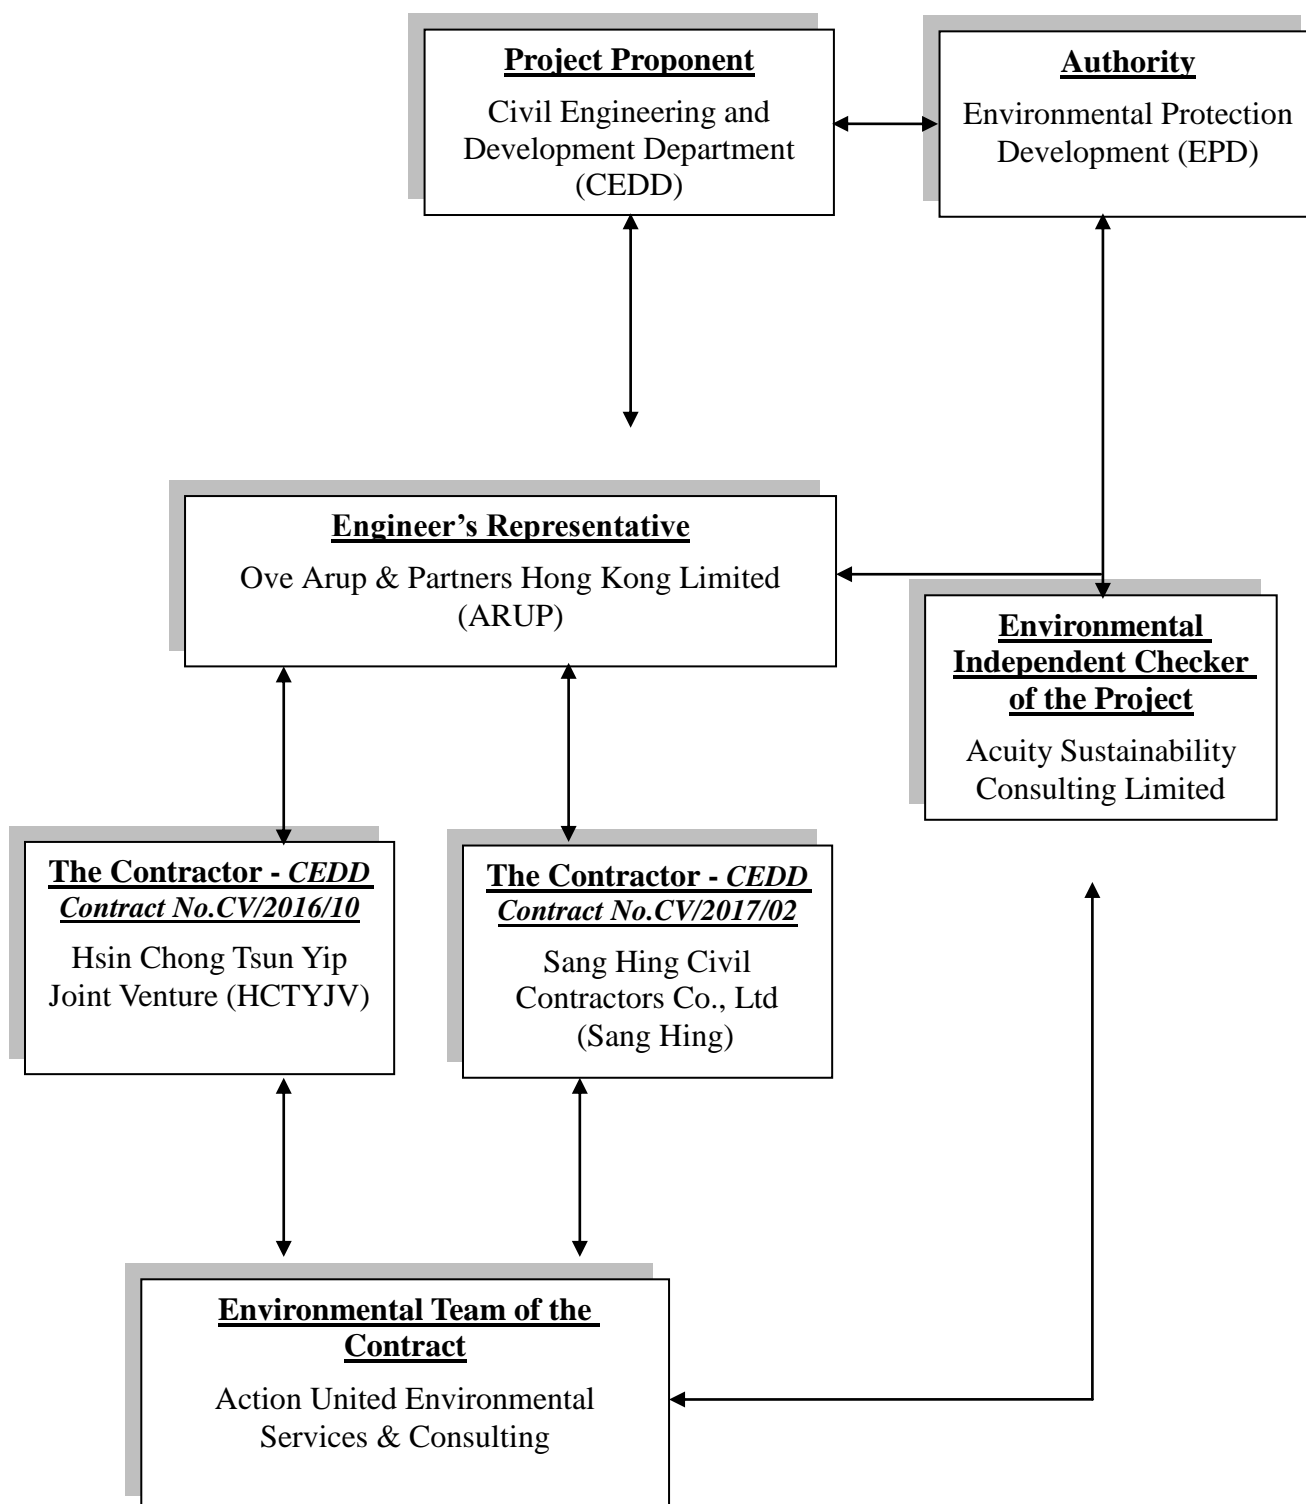 Project Proponent
Civil Engineering and
Development Department
(CEDD)
Authority
Environmental Protection
Development (EPD)
Engineer’s Representative
Ove Arup & Partners Hong Kong Limited
(ARUP)
Environmental
Independent Checker
of the Project
Acuity Sustainability
Consulting Limited
The Contractor - CEDD
Contract No.CV/2016/10
Hsin Chong Tsun Yip
Joint Venture (HCTYJV)
The Contractor - CEDD
Contract No.CV/2017/02
Sang Hing Civil
Contractors Co., Ltd
(Sang Hing)
Environmental Team of the
Contract
Action United Environmental
Services & Consulting